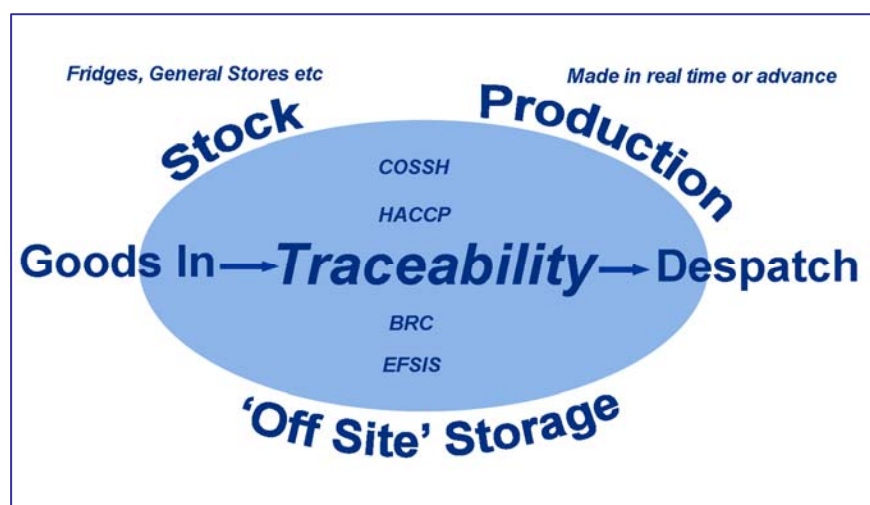 Fridges, General Stores etc
Made in real time or advance
Stock
Production
COSSH
HACCP
Goods In
Traceability
Despatch
BRC
EFSIS
‘Off Site’ Storage